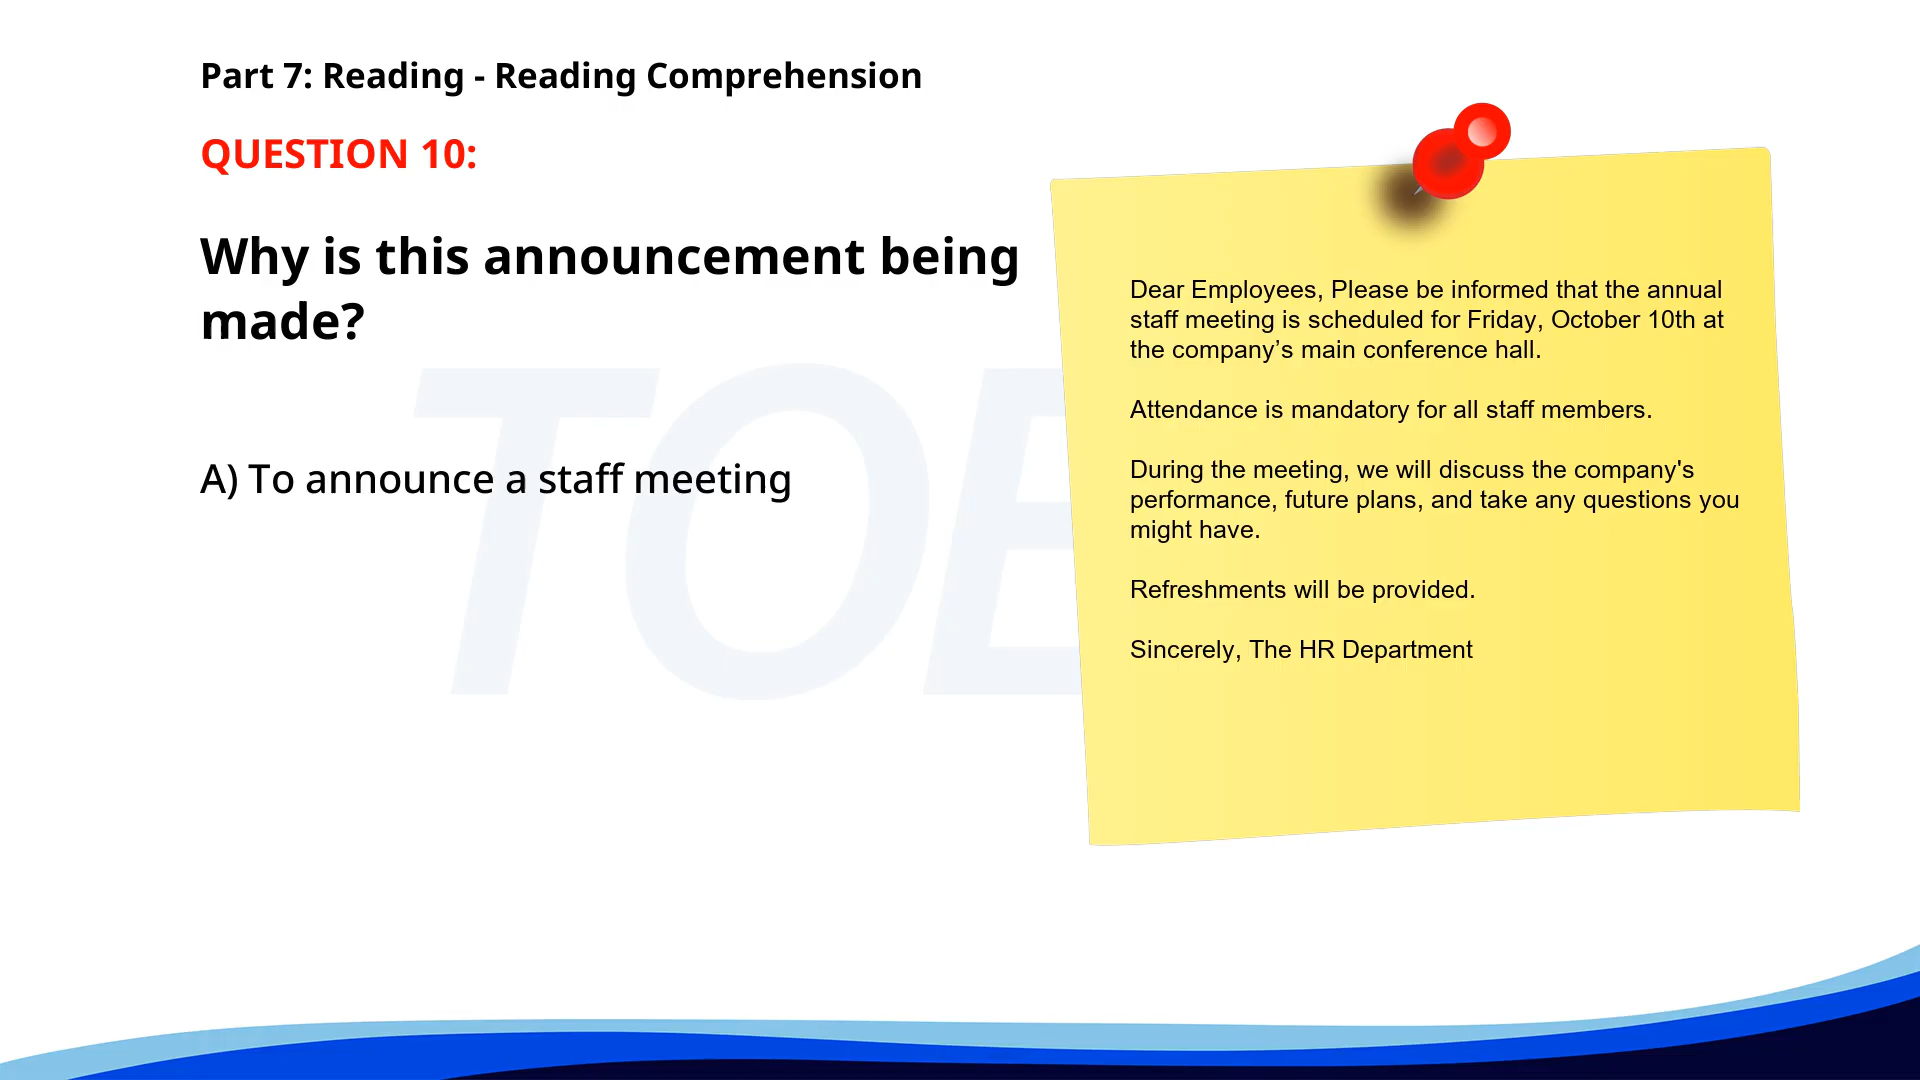 Part 7: Reading - Reading Comprehension
QUESTION 10:
Why is this announcement being
made?
A) To announce a staff meeting
TOE
Dear Employees, Please be informed that the annual
staff meeting is scheduled for Friday, October 10th at
the company’s main conference hall.
Attendance is mandatory for all staff members.
During the meeting, we will discuss the company's
performance, future plans, and take any questions you
might have.
Refreshments will be provided.
Sincerely, The HR Department